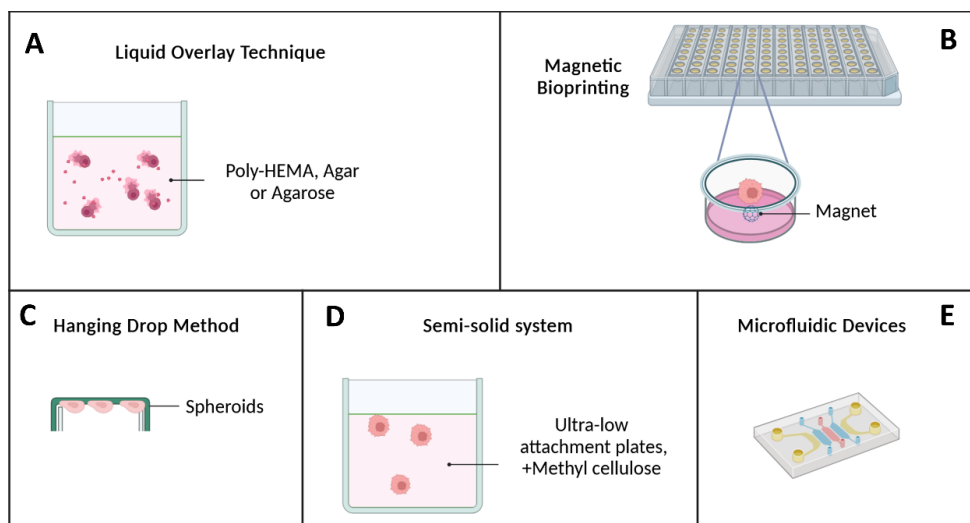 A
Liquid Overlay Technique
Poly-HEMA, Agar
or Agarose
B
Magnetic
Bioprinting
Magnet
C
Hanging Drop Method
Spheroids
D
Semi-solid system
Ultra-low
attachment plates,
+Methyl cellulose
E
Microfluidic Devices